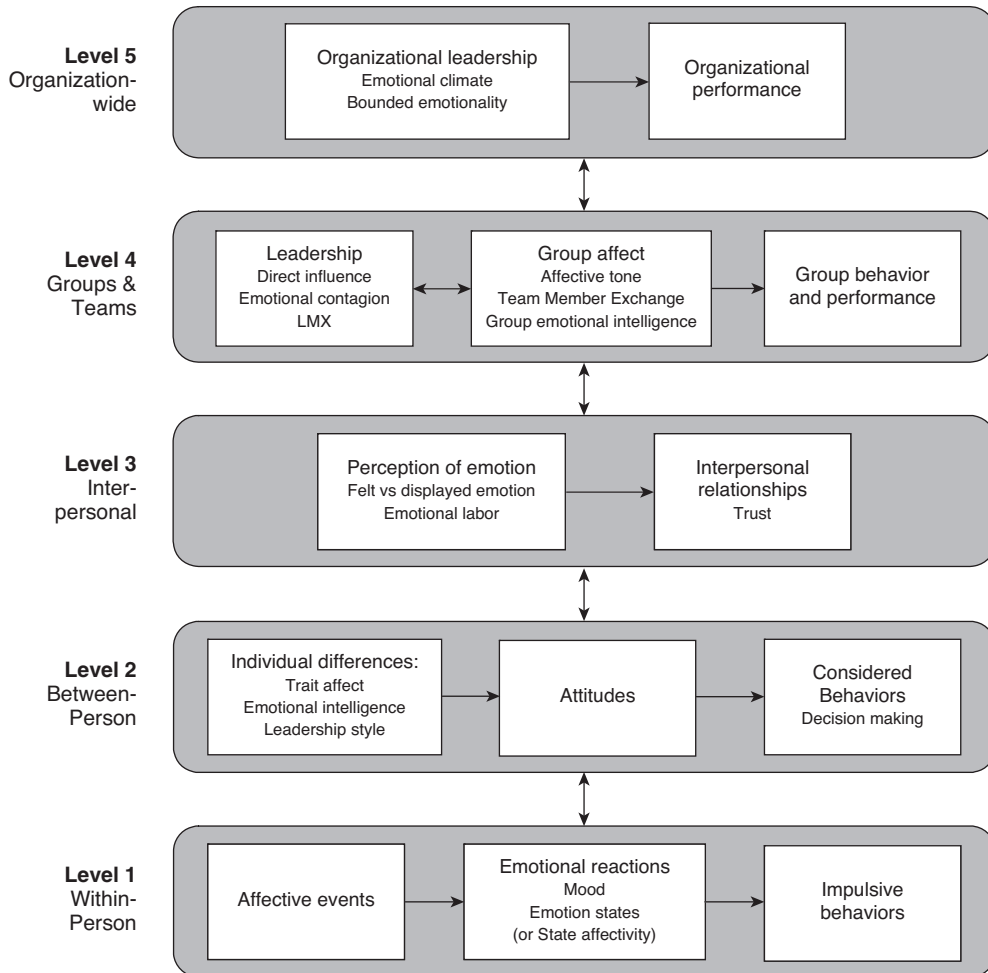 Level 5
Organization-
wide
Organizational leadership
Emotional climate
Bounded emotionality
Organizational
performance
Level 4
Groups &
Teams
Leadership
Direct influence
Emotional contagion
LMX
Group affect
Affective tone
Team Member Exchange
Group emotional intelligence
Group behavior
and performance
Level 3
Inter-
personal
Perception of emotion
Felt vs displayed emotion
Emotional labor
Interpersonal
relationships
Trust
Level 2
Between-
Person
Individual differences:
Trait affect
Emotional intelligence
Leadership style
Attitudes
Considered
Behaviors
Decision making
Level 1
Within-
Person
Affective events
Emotional reactions
Mood
Emotion states
(or State affectivity)
Impulsive
behaviors